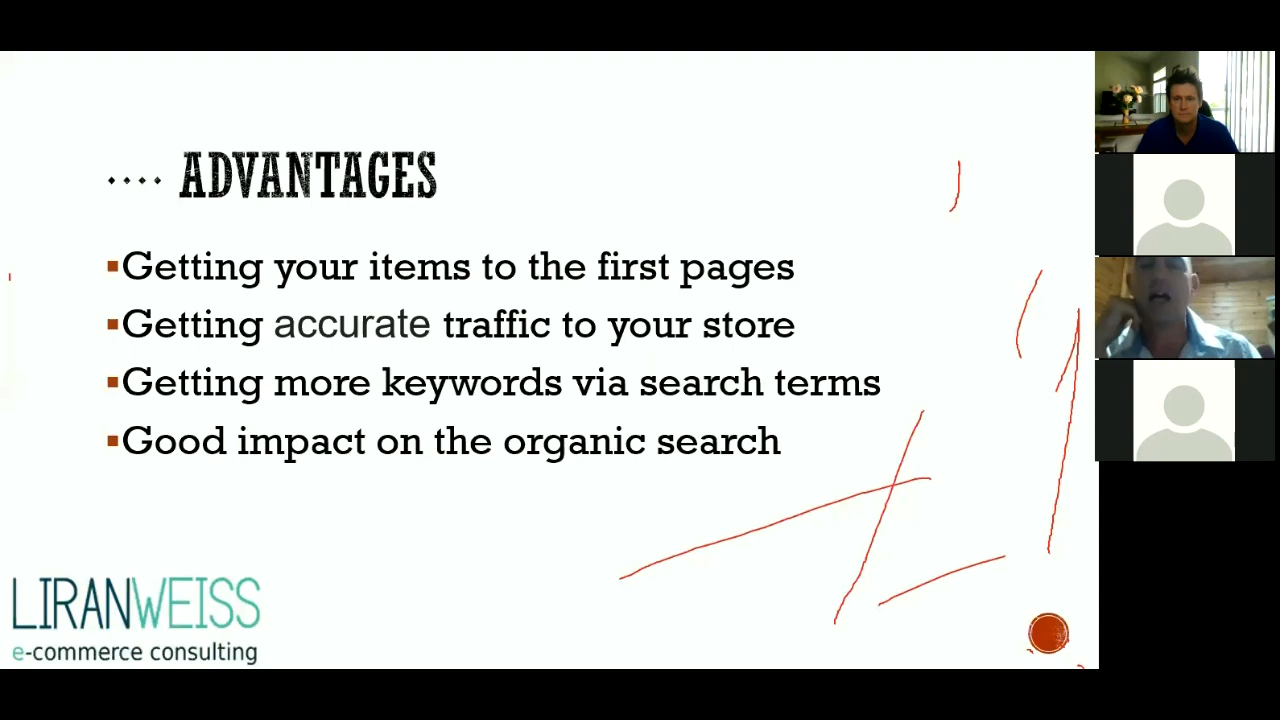 .... ADVANTAGES
Getting your items to the first pages
Getting accurate traffic to your store
Getting more keywords via search terms
Good impact on the organic search
LIRANWEISS
e-commerce consulting